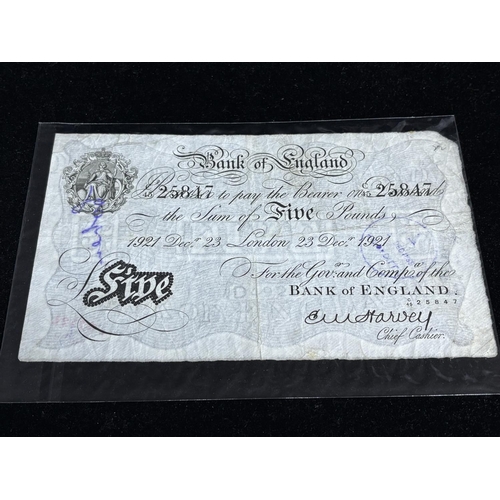 Bank of England
25847 to pay the Bearer on 25847
the Sum of Five Pounds
1921 Dec.r 23 London 23 Dec.r 1921
For the Gov.r and Comp.a of the
Five
BANK of ENGLAND.
25847
E M Harvey
Chief Cashier.